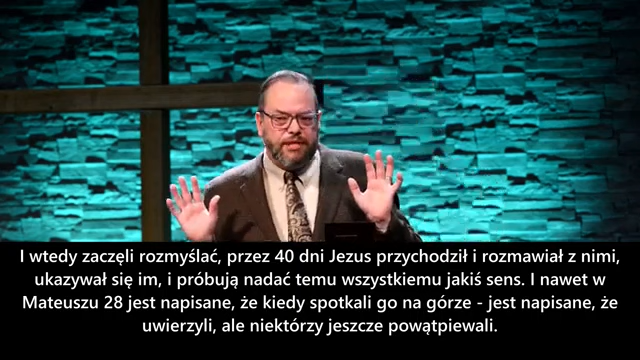 I wtedy zaczęli rozmyślać, przez 40 dni Jezus przychodził i rozmawiał z nimi,
ukazywał się im, i próbują nadać temu wszystkiemu jakiś sens. I nawet w
Mateuszu 28 jest napisane, że kiedy spotkali go na górze - jest napisane, że
uwierzyli, ale niektórzy jeszcze powątpiewali.